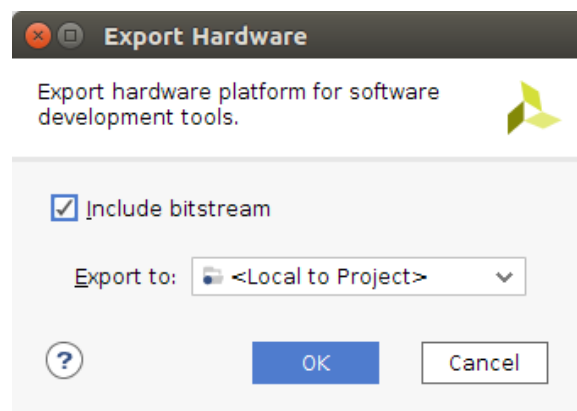 Export Hardware
Export hardware platform for software
development tools.
Include bitstream
Export to: <Local to Project>
?
OK Cancel